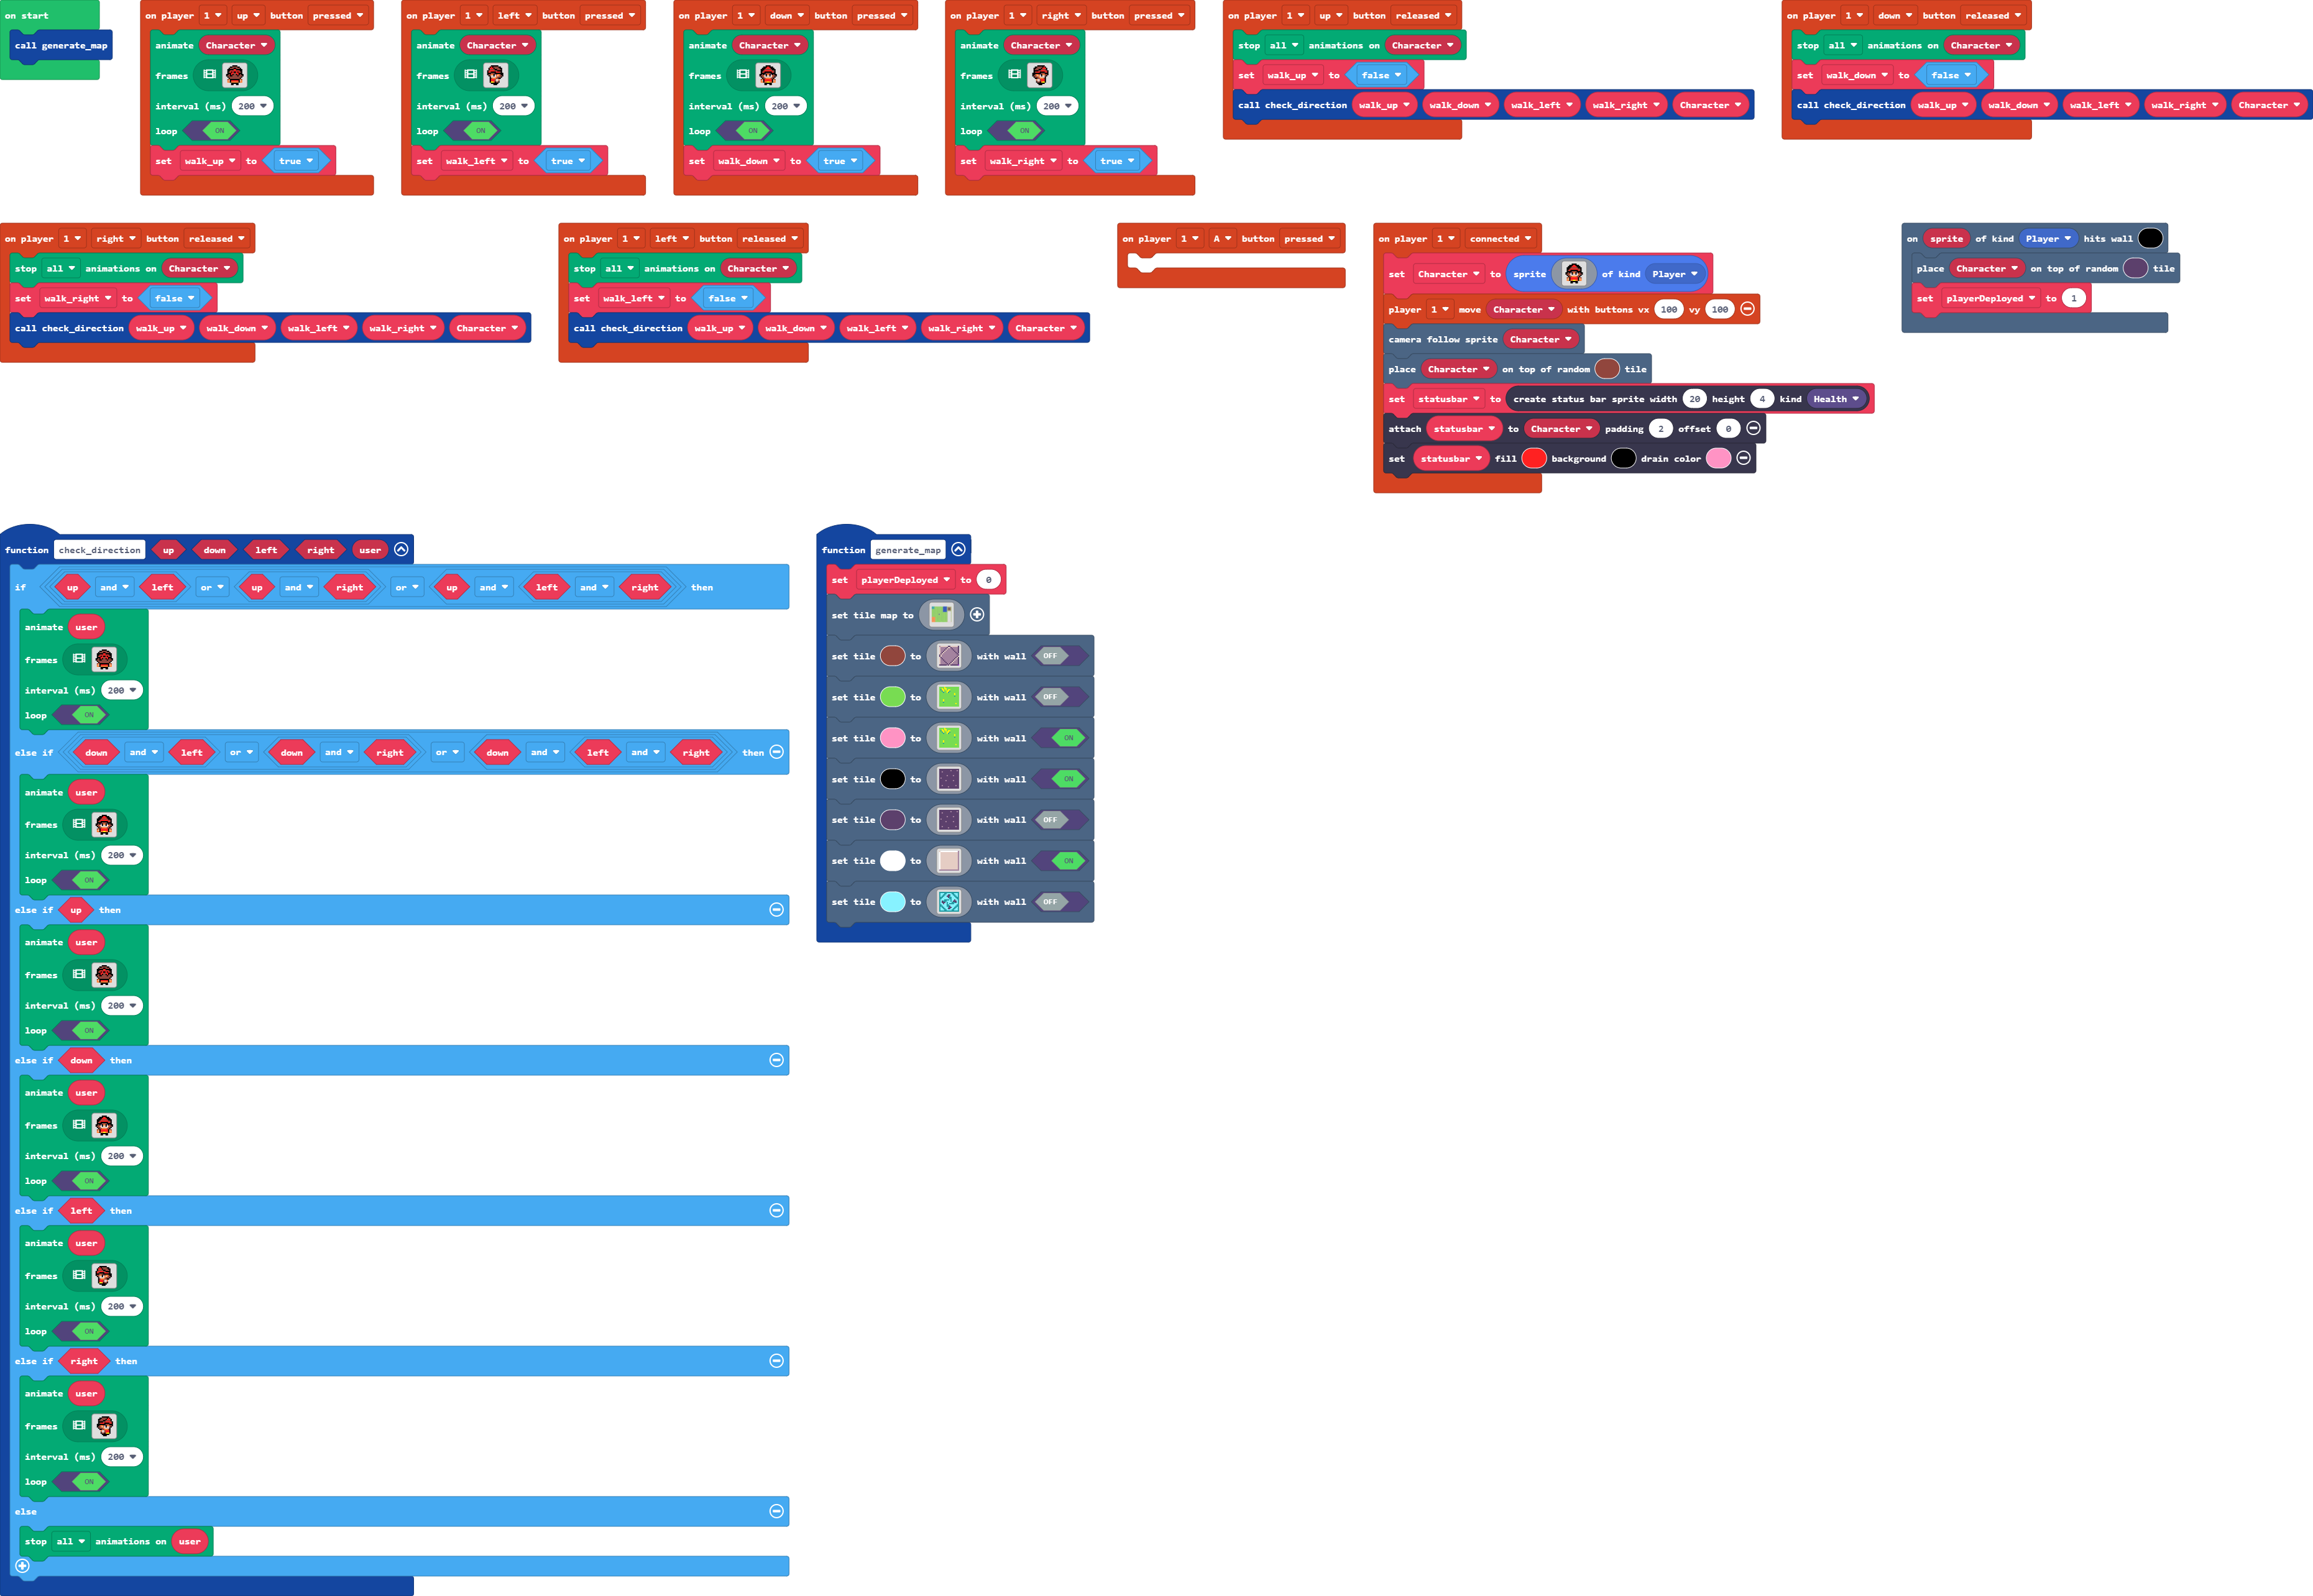 on start
call generate_map
on player 1 up button pressed
animate Character
frames
interval (ms) 200
loop ON
set walk_up to true
on player 1 left button pressed
animate Character
frames
interval (ms) 200
loop ON
set walk_left to true
on player 1 down button pressed
animate Character
frames
interval (ms) 200
loop ON
set walk_down to true
on player 1 right button pressed
animate Character
frames
interval (ms) 200
loop ON
set walk_right to true
on player 1 up button released
stop all animations on Character
set walk_up to false
call check_direction walk_up walk_down walk_left walk_right Character
on player 1 down button released
stop all animations on Character
set walk_down to false
call check_direction walk_up walk_down walk_left walk_right Character
on player 1 right button released
stop all animations on Character
set walk_right to false
call check_direction walk_up walk_down walk_left walk_right Character
on player 1 left button released
stop all animations on Character
set walk_left to false
call check_direction walk_up walk_down walk_left walk_right Character
on player 1 A button pressed
on player 1 connected
set Character to sprite of kind Player
player 1 move Character with buttons vx 100 vy 100
camera follow sprite Character
place Character on top of random tile
set statusbar to create status bar sprite width 20 height 4 kind Health
attach statusbar to Character padding 2 offset 0
set statusbar fill background drain color
on sprite of kind Player hits wall
place Character on top of random tile
set playerDeployed to 1
function check_direction up down left right user
if up and left or up and right or up and left and right then
animate user
frames
interval (ms) 200
loop ON
else if down and left or down and right or down and left and right then
animate user
frames
interval (ms) 200
loop ON
else if up then
animate user
frames
interval (ms) 200
loop ON
else if down then
animate user
frames
interval (ms) 200
loop ON
else if left then
animate user
frames
interval (ms) 200
loop ON
else if right then
animate user
frames
interval (ms) 200
loop ON
else
stop all animations on user
function generate_map
set playerDeployed to 0
set tile map to
set tile to with wall OFF
set tile to with wall OFF
set tile to with wall ON
set tile to with wall ON
set tile to with wall OFF
set tile to with wall ON
set tile to with wall OFF